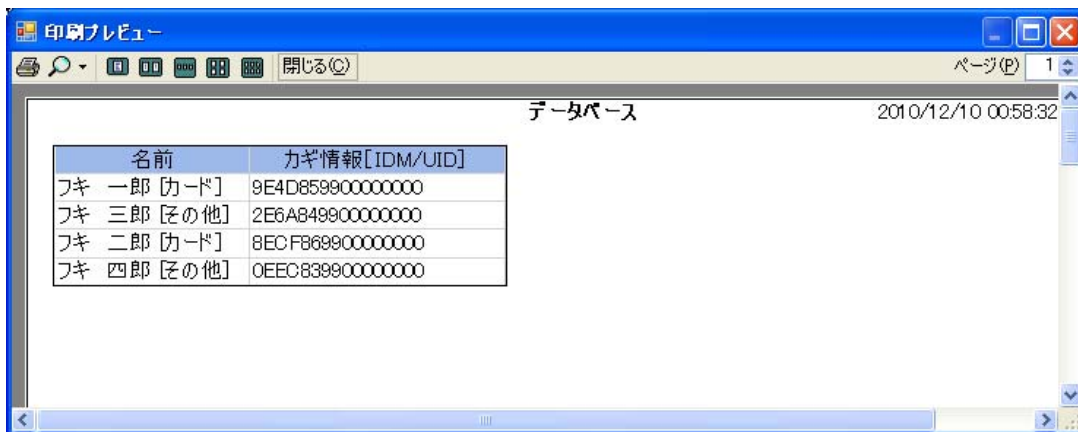 印刷プレビュー
閉じる(C) ページ(P) 1
データベース 2010/12/10 00:58:32
名前 カギ情報[IDM/UID]
フキ 一郎 [カード] 9E4D859900000000
フキ 三郎 [その他] 2E6A849900000000
フキ 二郎 [カード] 8ECF869900000000
フキ 四郎 [その他] 0EEC839900000000